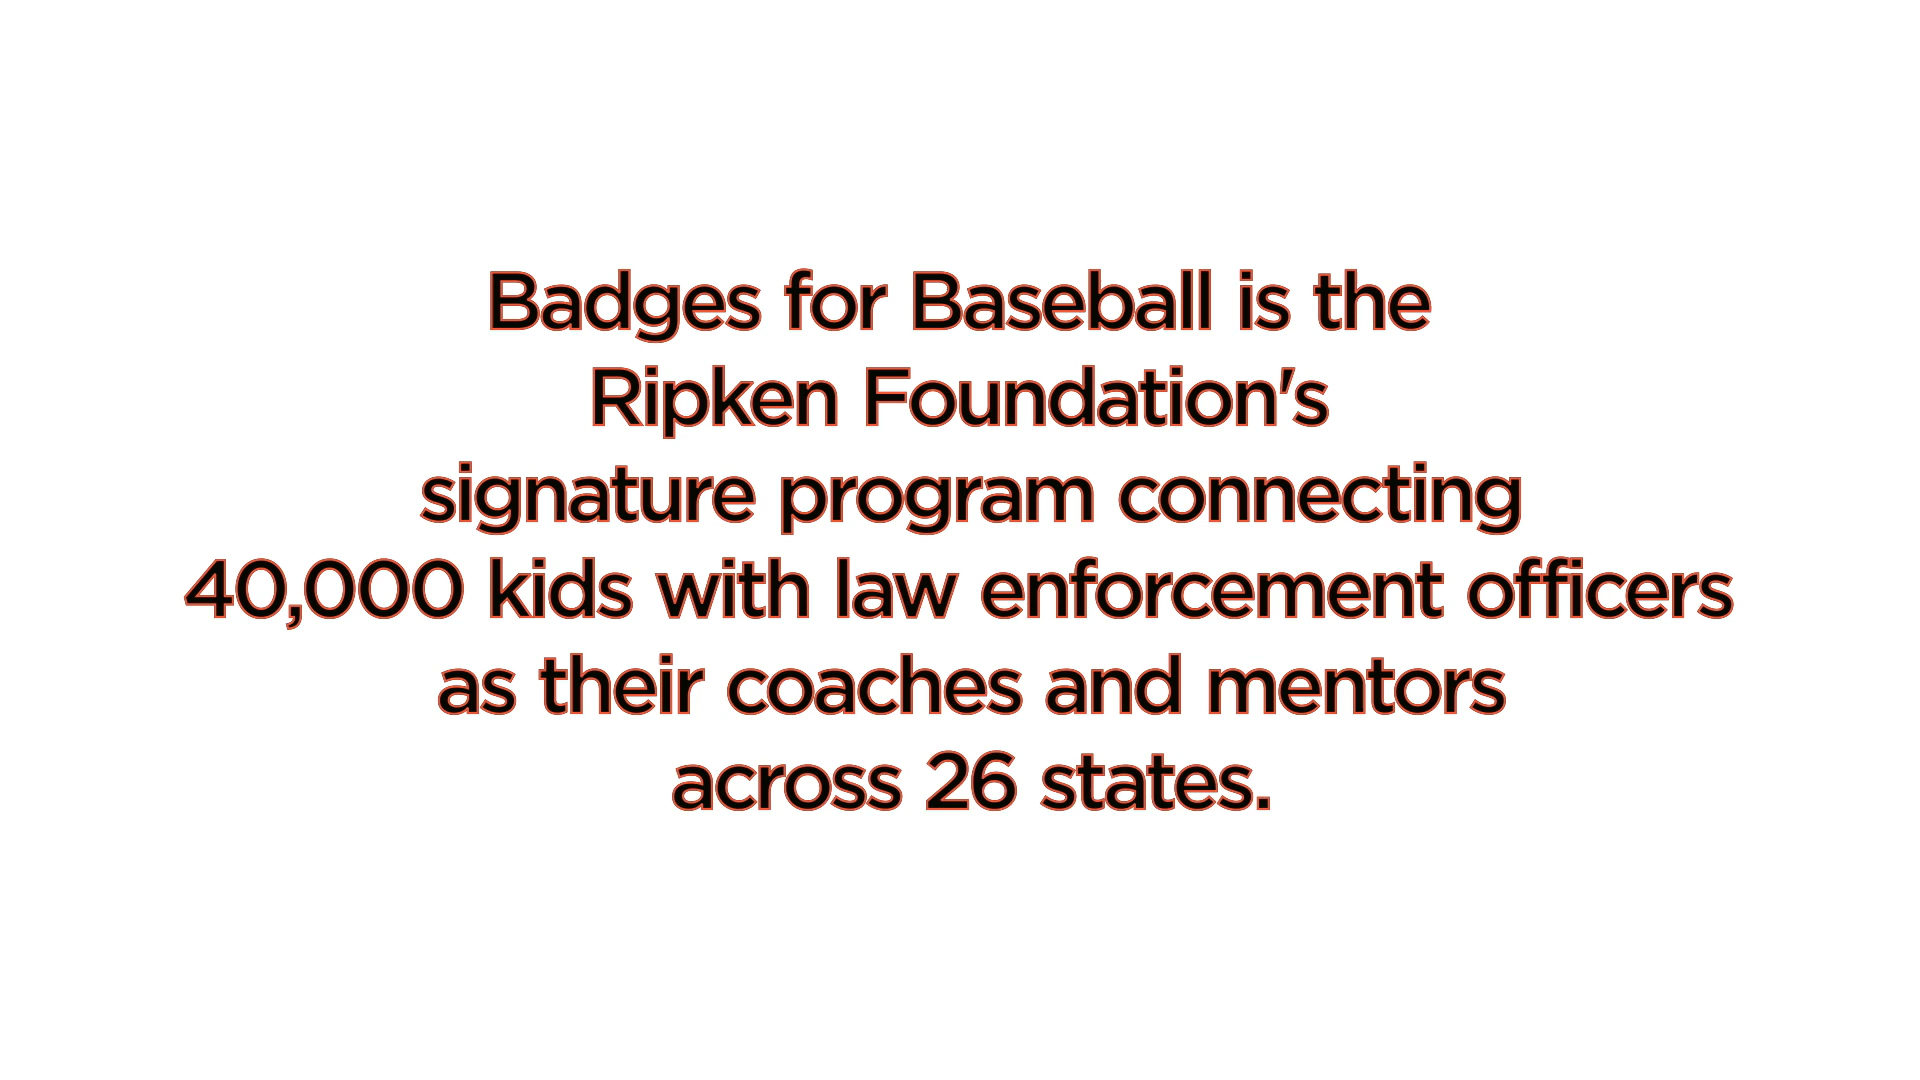 Badges for Baseball is the
Ripken Foundation's
signature program connecting
40,000 kids with law enforcement officers
as their coaches and mentors
across 26 states.